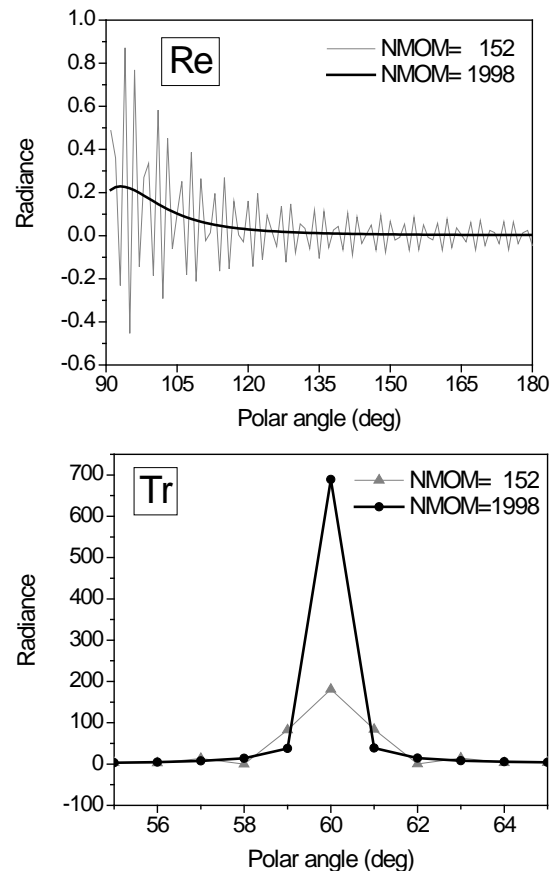 Re
NMOM= 152
NMOM= 1998
Radiance
1.0
0.8
0.6
0.4
0.2
0.0
-0.2
-0.4
-0.6
90 105 120 135 150 165 180
Polar angle (deg)
Tr
NMOM= 152
NMOM=1998
Radiance
700
600
500
400
300
200
100
0
-100
56 58 60 62 64
Polar angle (deg)